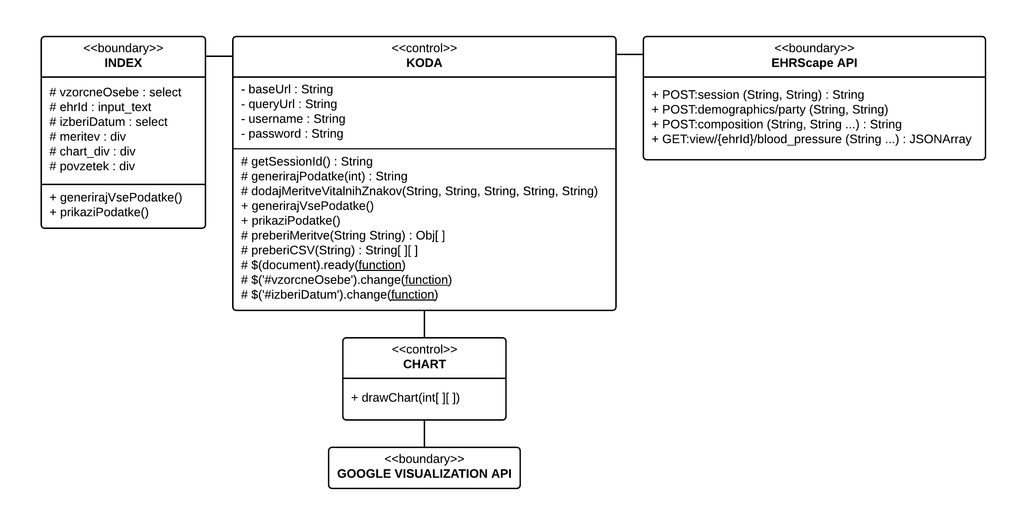 <<boundary>>
INDEX
# vzorcneOsebe : select
# ehrId : input_text
# izberiDatum : select
# meritev : div
# chart_div : div
# povzetek : div
+ generirajVsePodatke()
+ prikaziPodatke()
<<control>>
KODA
- baseUrl : String
- queryUrl : String
- username : String
- password : String
# getSessionId() : String
# generirajPodatke(int) : String
# dodajMeritveVitalnihZnakov(String, String, String, String, String)
+ generirajVsePodatke()
+ prikaziPodatke()
# preberiMeritve(String String) : Obj[ ]
# preberiCSV(String) : String[ ][ ]
# $(document).ready(function)
# $('#vzorcneOsebe').change(function)
# $('#izberiDatum').change(function)
<<boundary>>
EHRScape API
+ POST:session (String, String) : String
+ POST:demographics/party (String, String)
+ POST:composition (String, String ...) : String
+ GET:view/{ehrId}/blood_pressure (String ...) : JSONArray
<<control>>
CHART
+ drawChart(int[ ][ ])
<<boundary>>
GOOGLE VISUALIZATION API